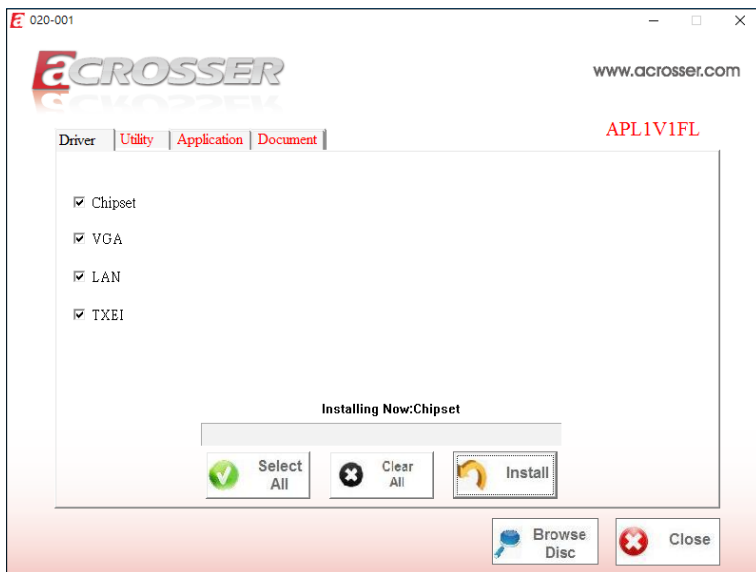 020-001
acrosser
www.acrosser.com
APL1V1FL
Driver Utility Application Document
Chipset
VGA
LAN
TXEI
Installing Now:Chipset
Select All
Clear All
Install
Browse Disc
Close